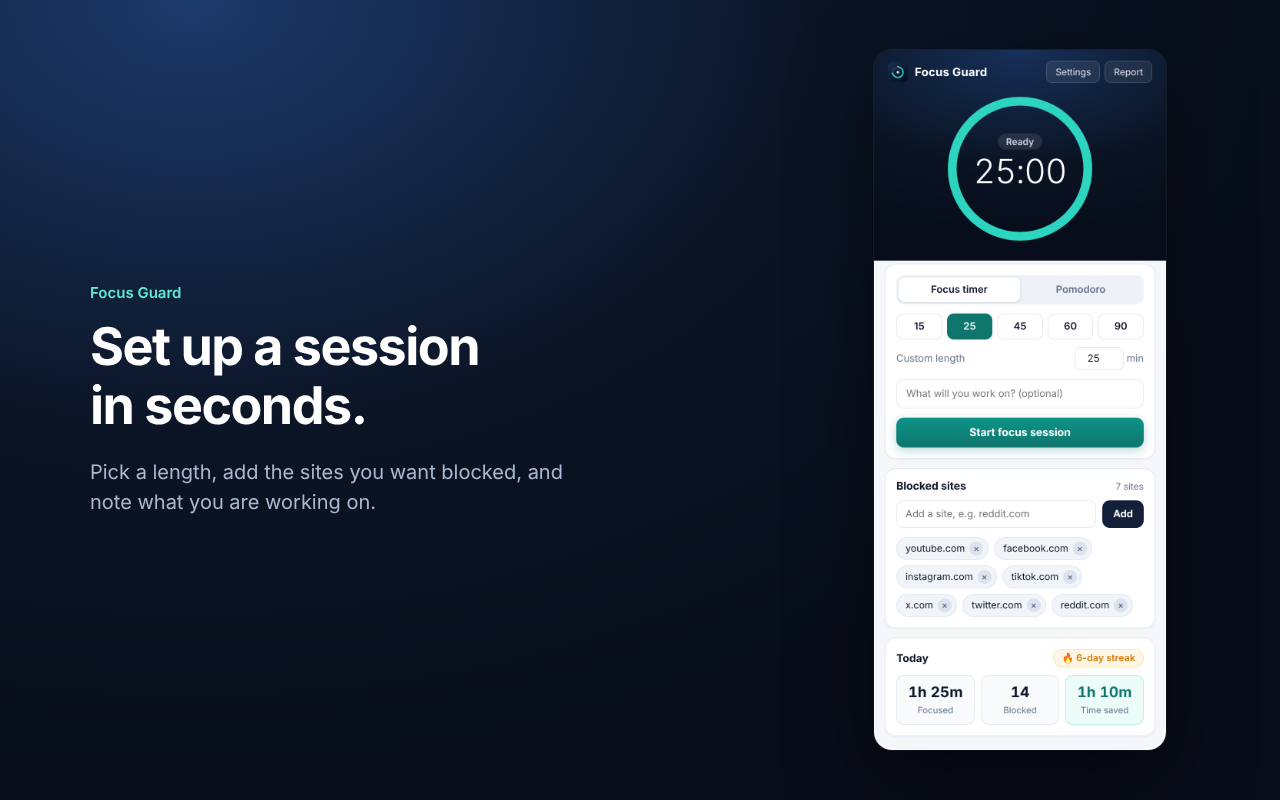 Focus Guard
Set up a session
in seconds.
Pick a length, add the sites you want blocked, and
note what you are working on.
Focus Guard Settings Report
Ready
25:00
Focus timer Pomodoro
15 25 45 60 90
Custom length 25 min
What will you work on? (optional)
Start focus session
Blocked sites 7 sites
Add a site, e.g. reddit.com Add
youtube.com × facebook.com ×
instagram.com × tiktok.com ×
x.com × twitter.com × reddit.com ×
Today 🔥 6-day streak
1h 25m 14 1h 10m
Focused Blocked Time saved